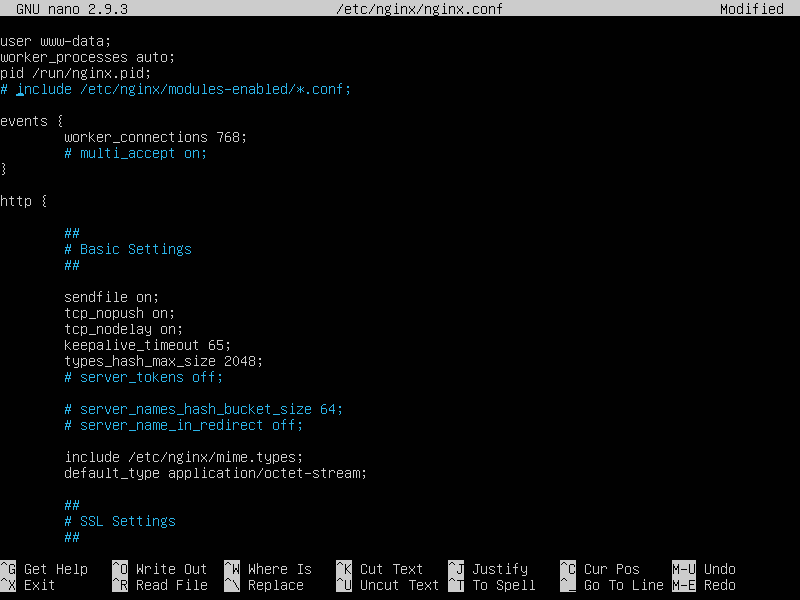 GNU nano 2.9.3 /etc/nginx/nginx.conf Modified
user www-data;
worker_processes auto;
pid /run/nginx.pid;
# include /etc/nginx/modules-enabled/*.conf;
events {
worker_connections 768;
# multi_accept on;
}
http {
##
# Basic Settings
##
sendfile on;
tcp_nopush on;
tcp_nodelay on;
keepalive_timeout 65;
types_hash_max_size 2048;
# server_tokens off;
# server_names_hash_bucket_size 64;
# server_name_in_redirect off;
include /etc/nginx/mime.types;
default_type application/octet-stream;
##
# SSL Settings
##
^G Get Help ^O Write Out ^W Where Is ^K Cut Text ^J Justify ^C Cur Pos M-U Undo
^X Exit ^R Read File ^\ Replace ^U Uncut Text ^T To Spell ^_ Go To Line M-E Redo